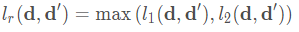 l_r(d, d′) = max (l_1(d, d′), l_2(d, d′))